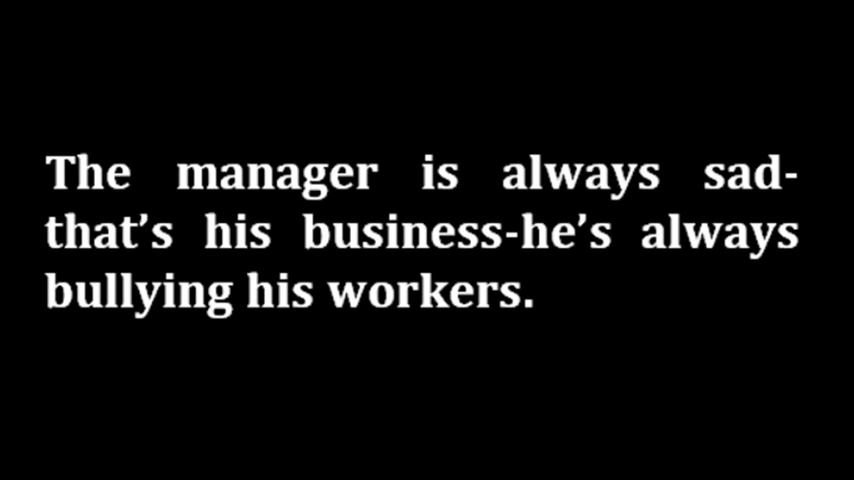 The manager is always sad-
that’s his business-he’s always
bullying his workers.